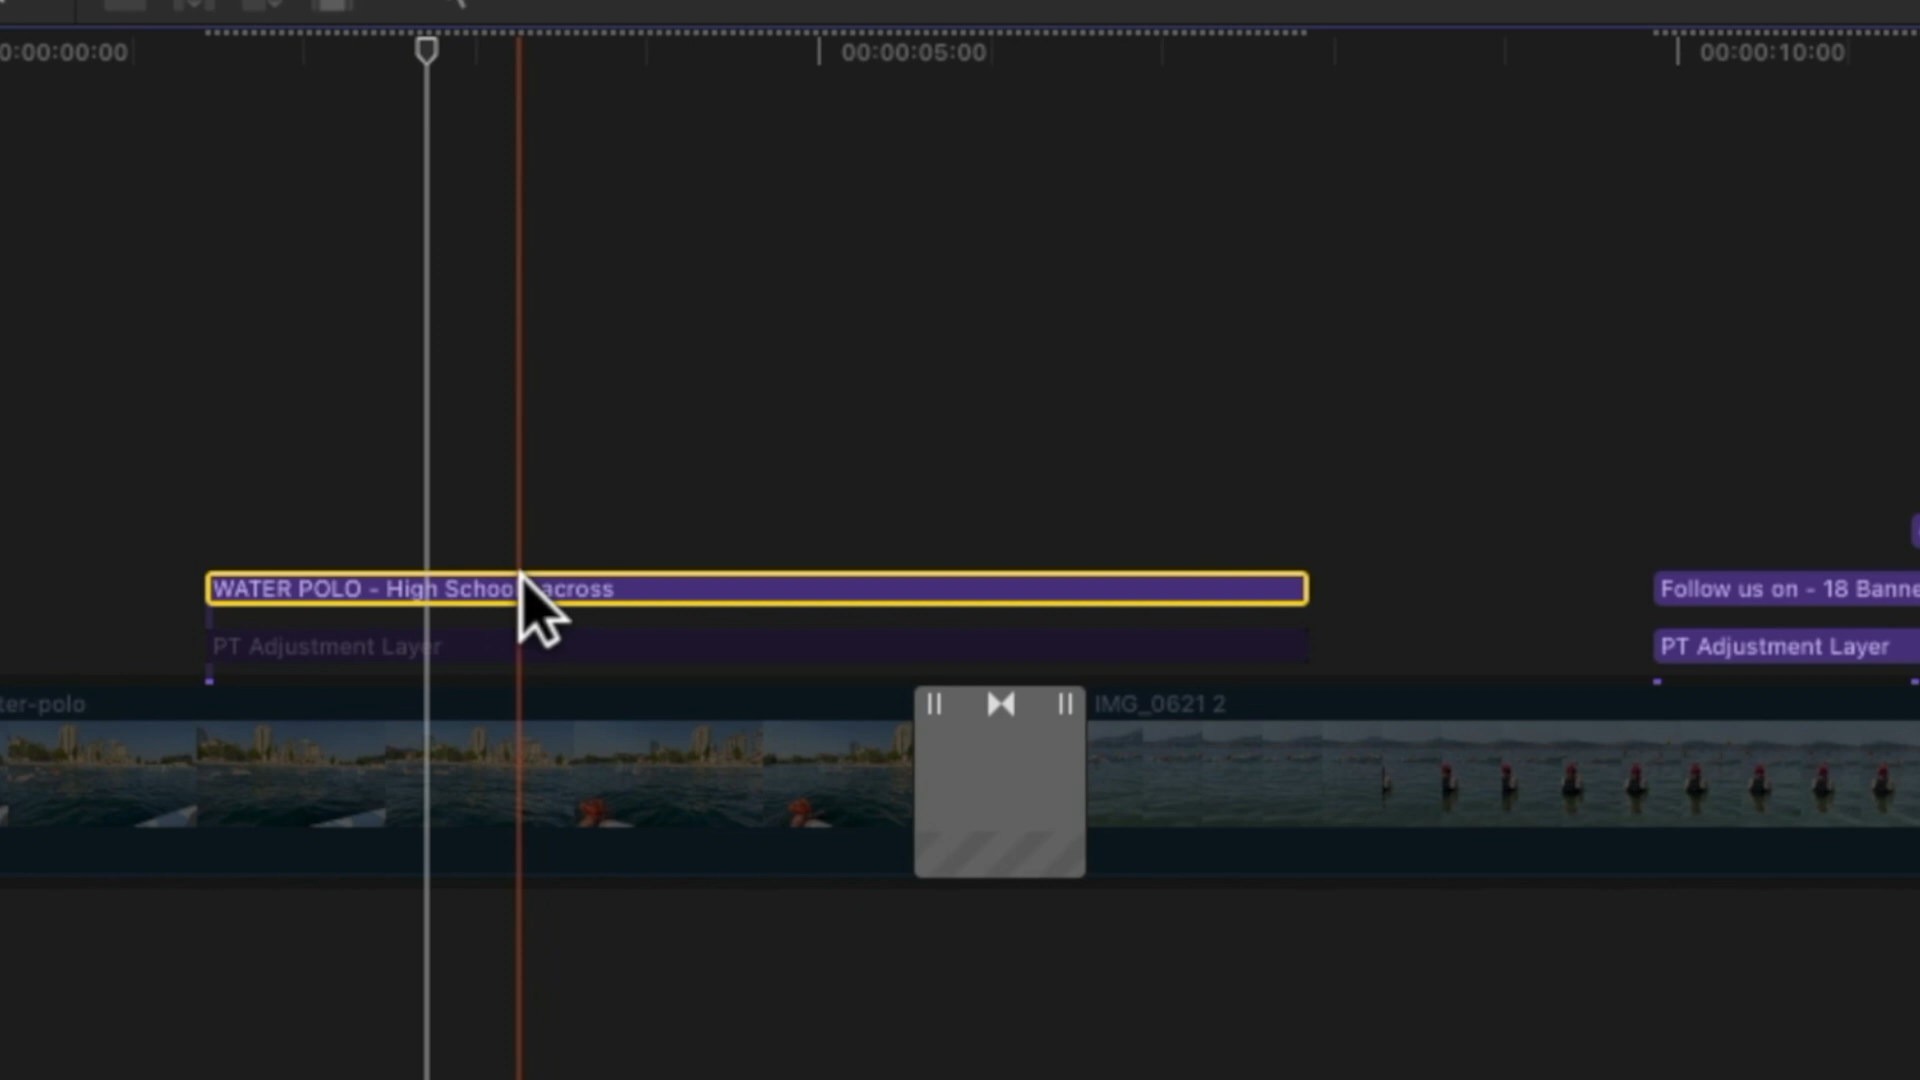 0:00:00:00
00:00:05:00
00:00:10:00
WATER POLO - High Schoo across
Follow us on - 18 Banne
PT Adjustment Layer
PT Adjustment Layer
ter-polo
IMG_0621 2